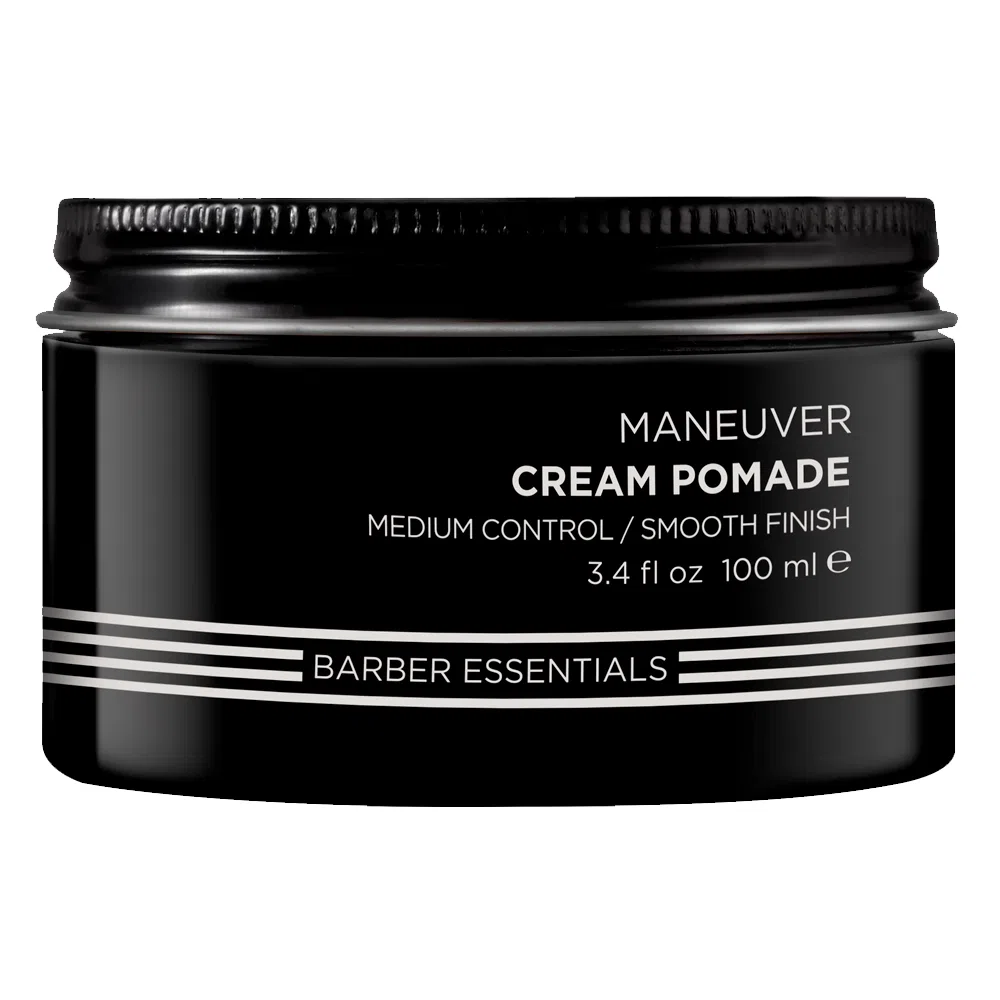 MANEUVER
CREAM POMADE
MEDIUM CONTROL / SMOOTH FINISH
3.4 fl oz 100 ml ℮
BARBER ESSENTIALS